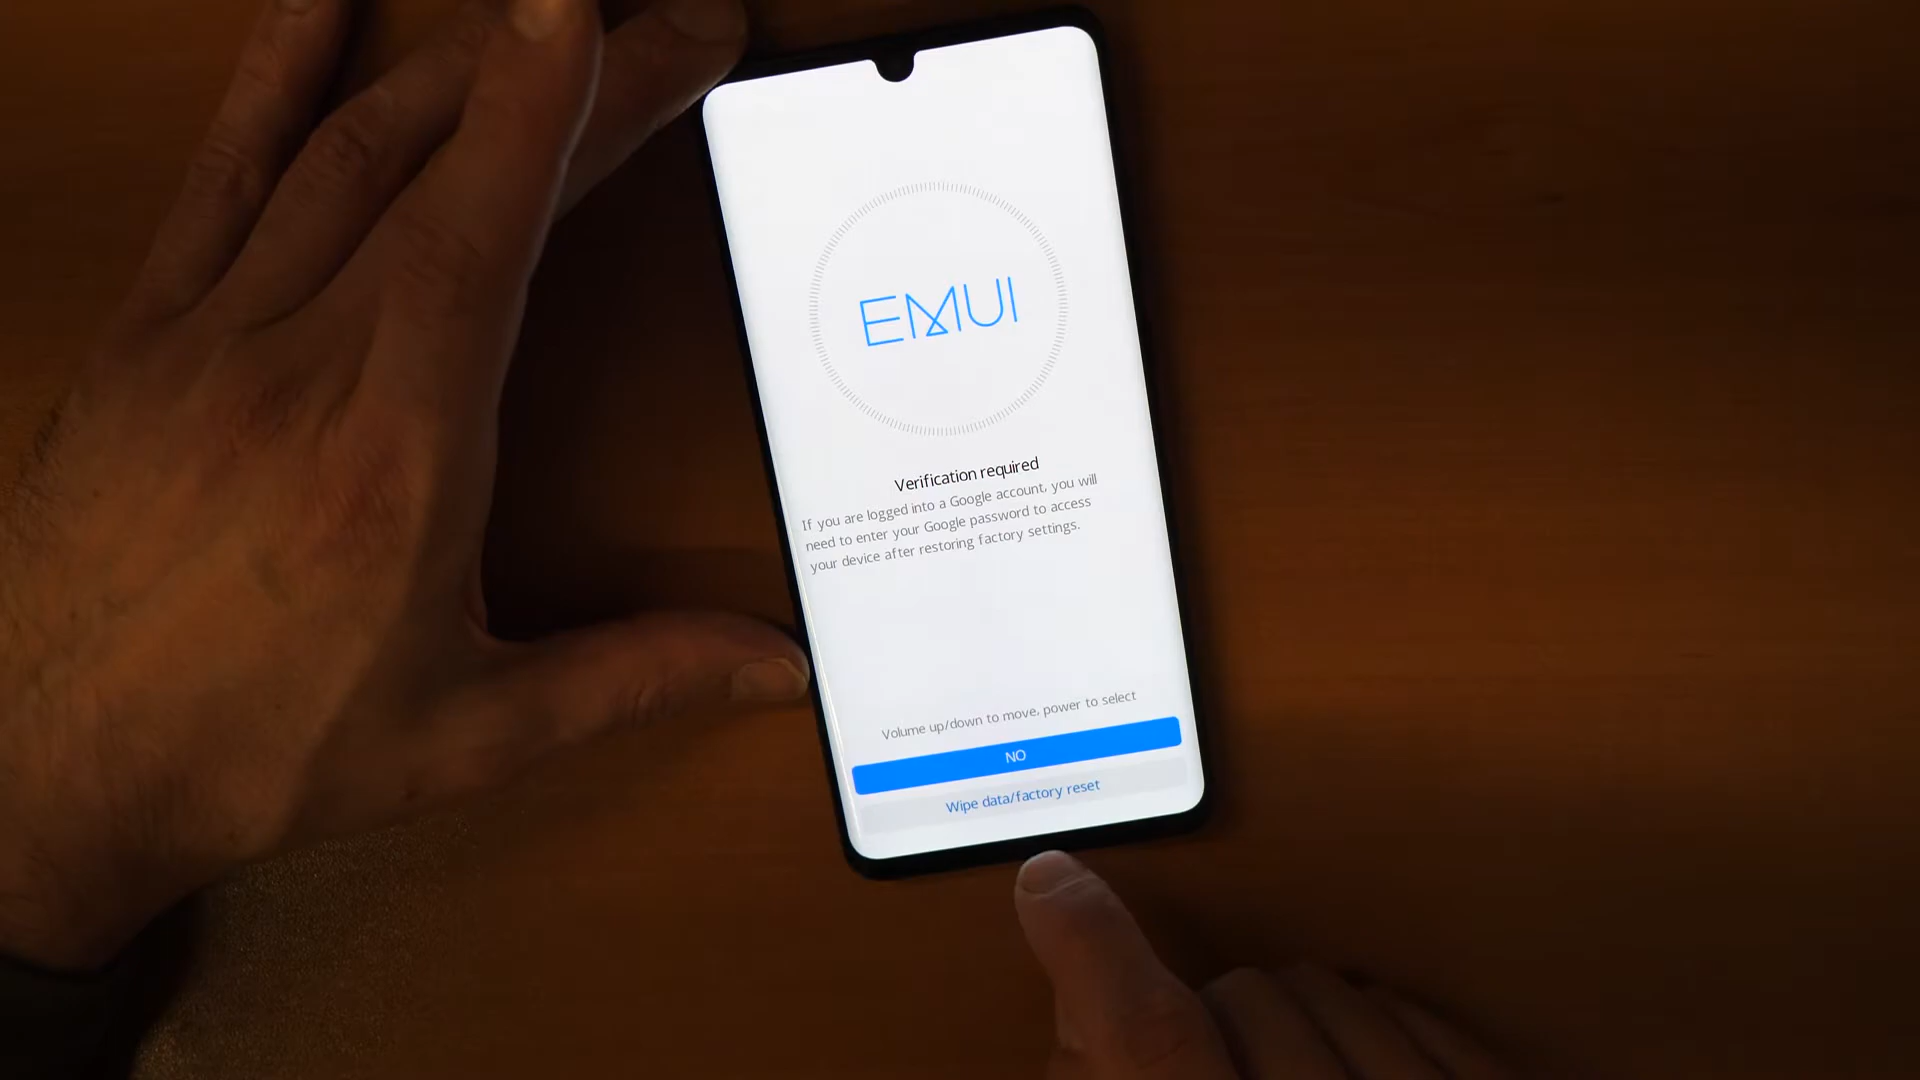 EMUI
Verification required
If you are logged into a Google account, you will
need to enter your Google password to access
your device after restoring factory settings.
Volume up/down to move, power to select
NO
Wipe data/factory reset